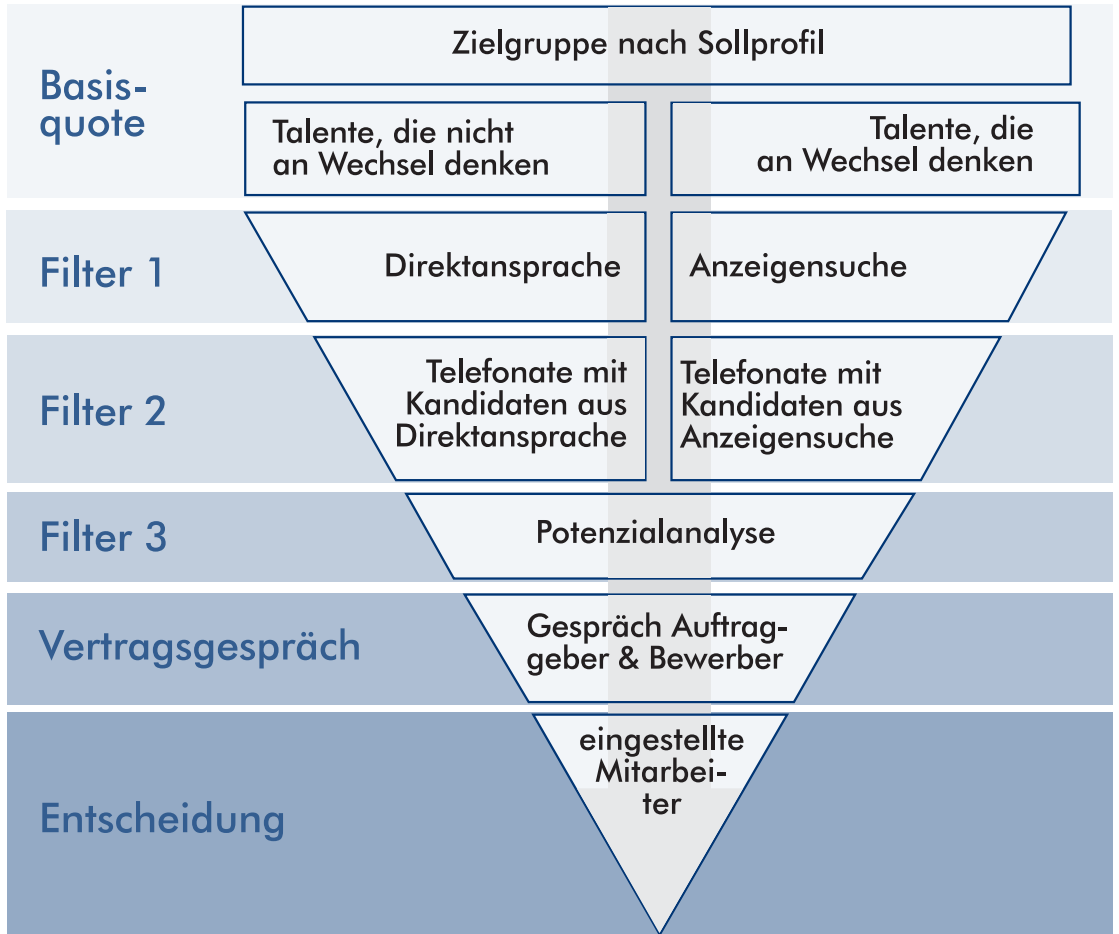 Zielgruppe nach Sollprofil
Basis-
quote
Talente, die nicht
an Wechsel denken
Talente, die
an Wechsel denken
Filter 1
Direktansprache
Anzeigensuche
Filter 2
Telefonate mit
Kandidaten aus
Direktansprache
Telefonate mit
Kandidaten aus
Anzeigensuche
Filter 3
Potenzialanalyse
Vertragsgespräch
Gespräch Auftrag-
ggeber & Bewerber
Entscheidung
eingestellte
Mitarbei-
ter